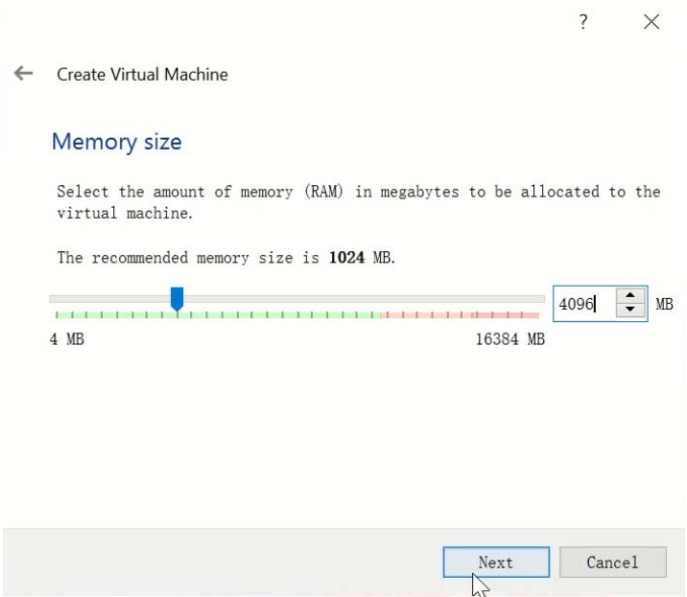 ?
Create Virtual Machine
Memory size
Select the amount of memory (RAM) in megabytes to be allocated to the
virtual machine.
The recommended memory size is 1024 MB.
4096 MB
4 MB 16384 MB
Next Cancel